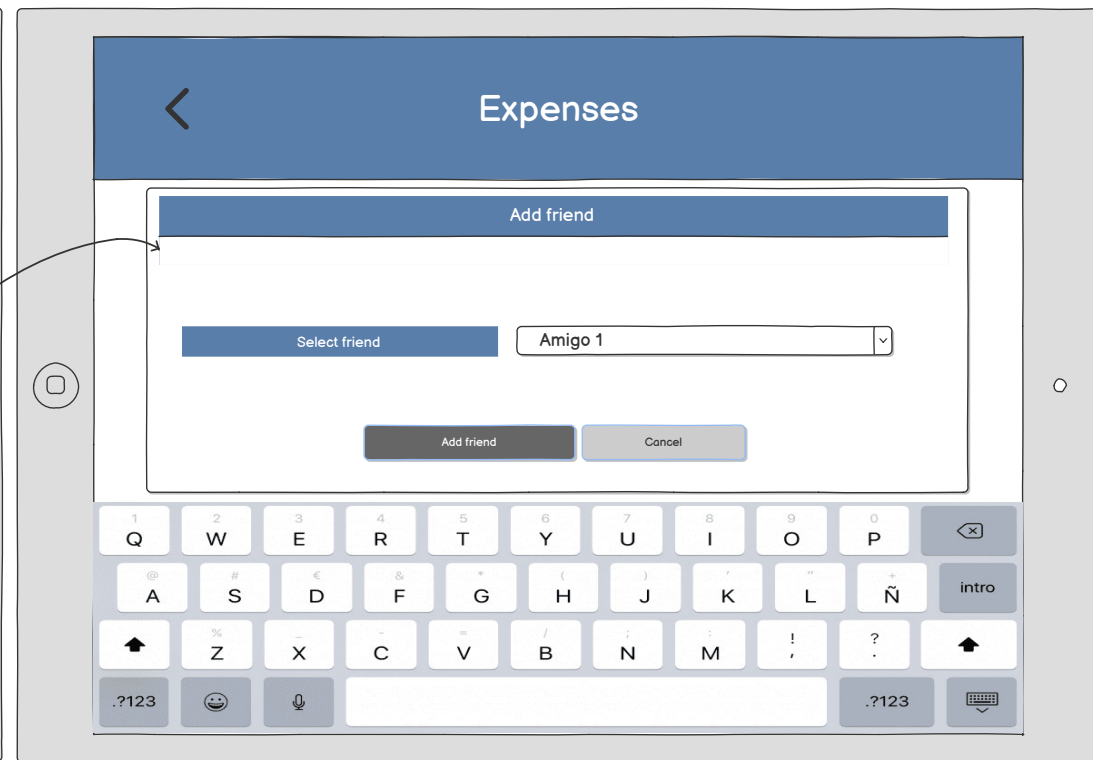 Expenses
Add friend
Select friend
Amigo 1
Add friend
Cancel
1 2 3 4 5 6 7 8 9 0
Q W E R T Y U I O P
@ # € & * ( ) ' " +
A S D F G H J K L Ñ intro
% _ - = / ; : ! ?
Z X C V B N M , .
.?123 .?123